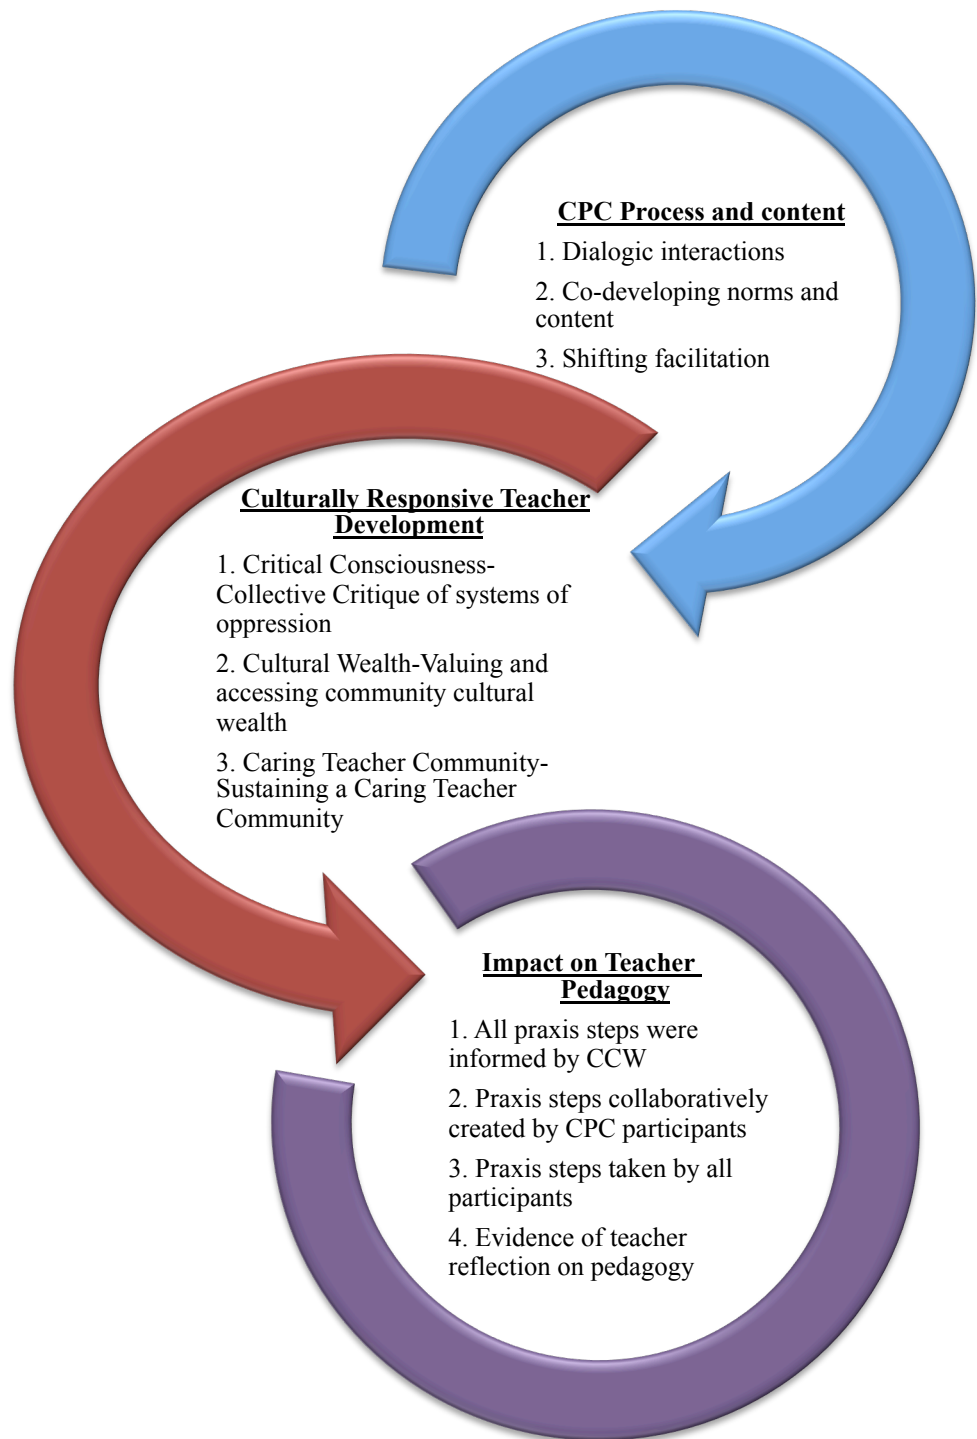 CPC Process and content
1. Dialogic interactions
2. Co-developing norms and
content
3. Shifting facilitation
Culturally Responsive Teacher
Development
1. Critical Consciousness-
Collective Critique of systems of
oppression
2. Cultural Wealth-Valuing and
accessing community cultural
wealth
3. Caring Teacher Community-
Sustaining a Caring Teacher
Community
Impact on Teacher
Pedagogy
1. All praxis steps were
informed by CCW
2. Praxis steps collaboratively
created by CPC participants
3. Praxis steps taken by all
participants
4. Evidence of teacher
reflection on pedagogy